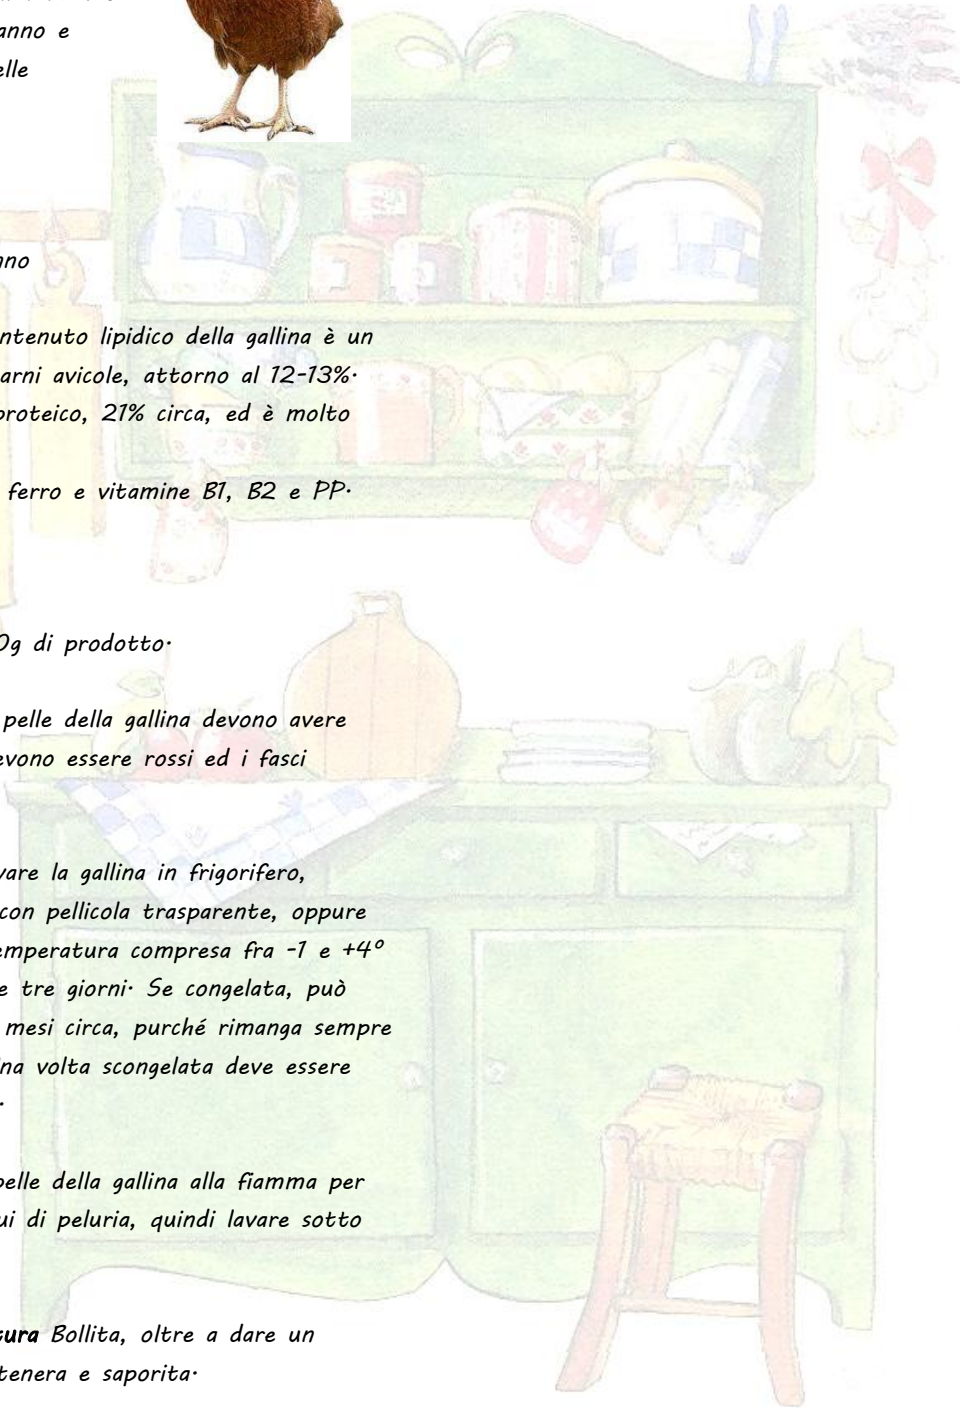 anno e
elle
nno
ntenuto lipidico della gallina è un
arni avicole, attorno al 12-13%.
proteico, 21% circa, ed è molto
ferro e vitamine B1, B2 e PP.
0g di prodotto.
pelle della gallina devono avere
evono essere rossi ed i fasci
vare la gallina in frigorifero,
con pellicola trasparente, oppure
emperatura compresa fra -1 e +4°
e tre giorni. Se congelata, può
mesi circa, purché rimanga sempre
na volta scongelata deve essere
.
pelle della gallina alla fiamma per
ui di peluria, quindi lavare sotto
tura Bollita, oltre a dare un
tenera e saporita.